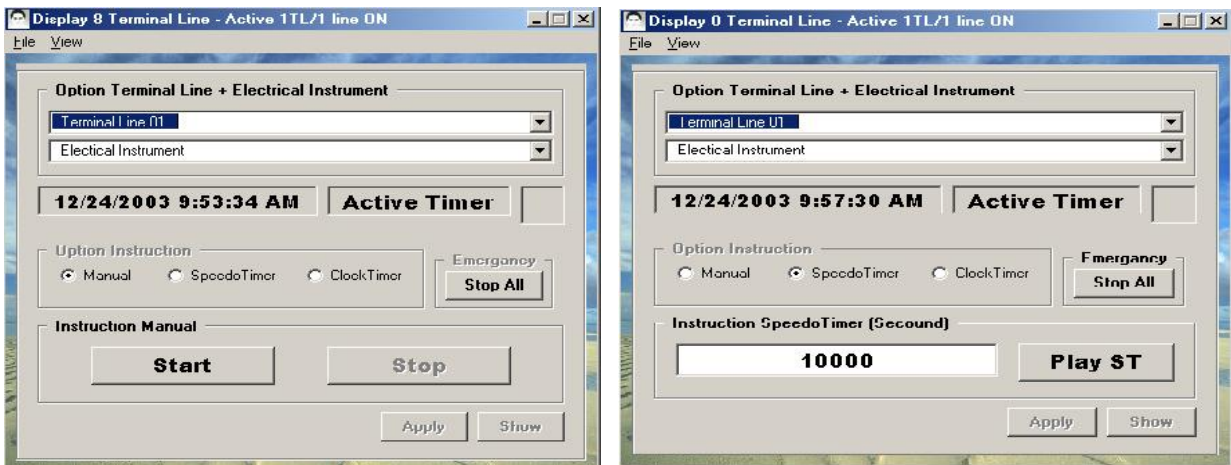 Display 8 Terminal Line - Active 1TL/1 line ON
File View
Option Terminal Line + Electrical Instrument
Terminal Line 01
Electical Instrument
12/24/2003 9:53:34 AM Active Timer
Option Instruction
Manual SpeedoTimer ClockTimer
Emergancy
Stop All
Instruction Manual
Start Stop
Apply Show
Display 0 Terminal Line - Active 1TL/1 line ON
File View
Option Terminal Line + Electrical Instrument
Terminal Line 01
Electical Instrument
12/24/2003 9:57:30 AM Active Timer
Option Instruction
Manual SpeedoTimer ClockTimer
Emergancy
Stop All
Instruction SpeedoTimer (Secound)
10000 Play ST
Apply Show